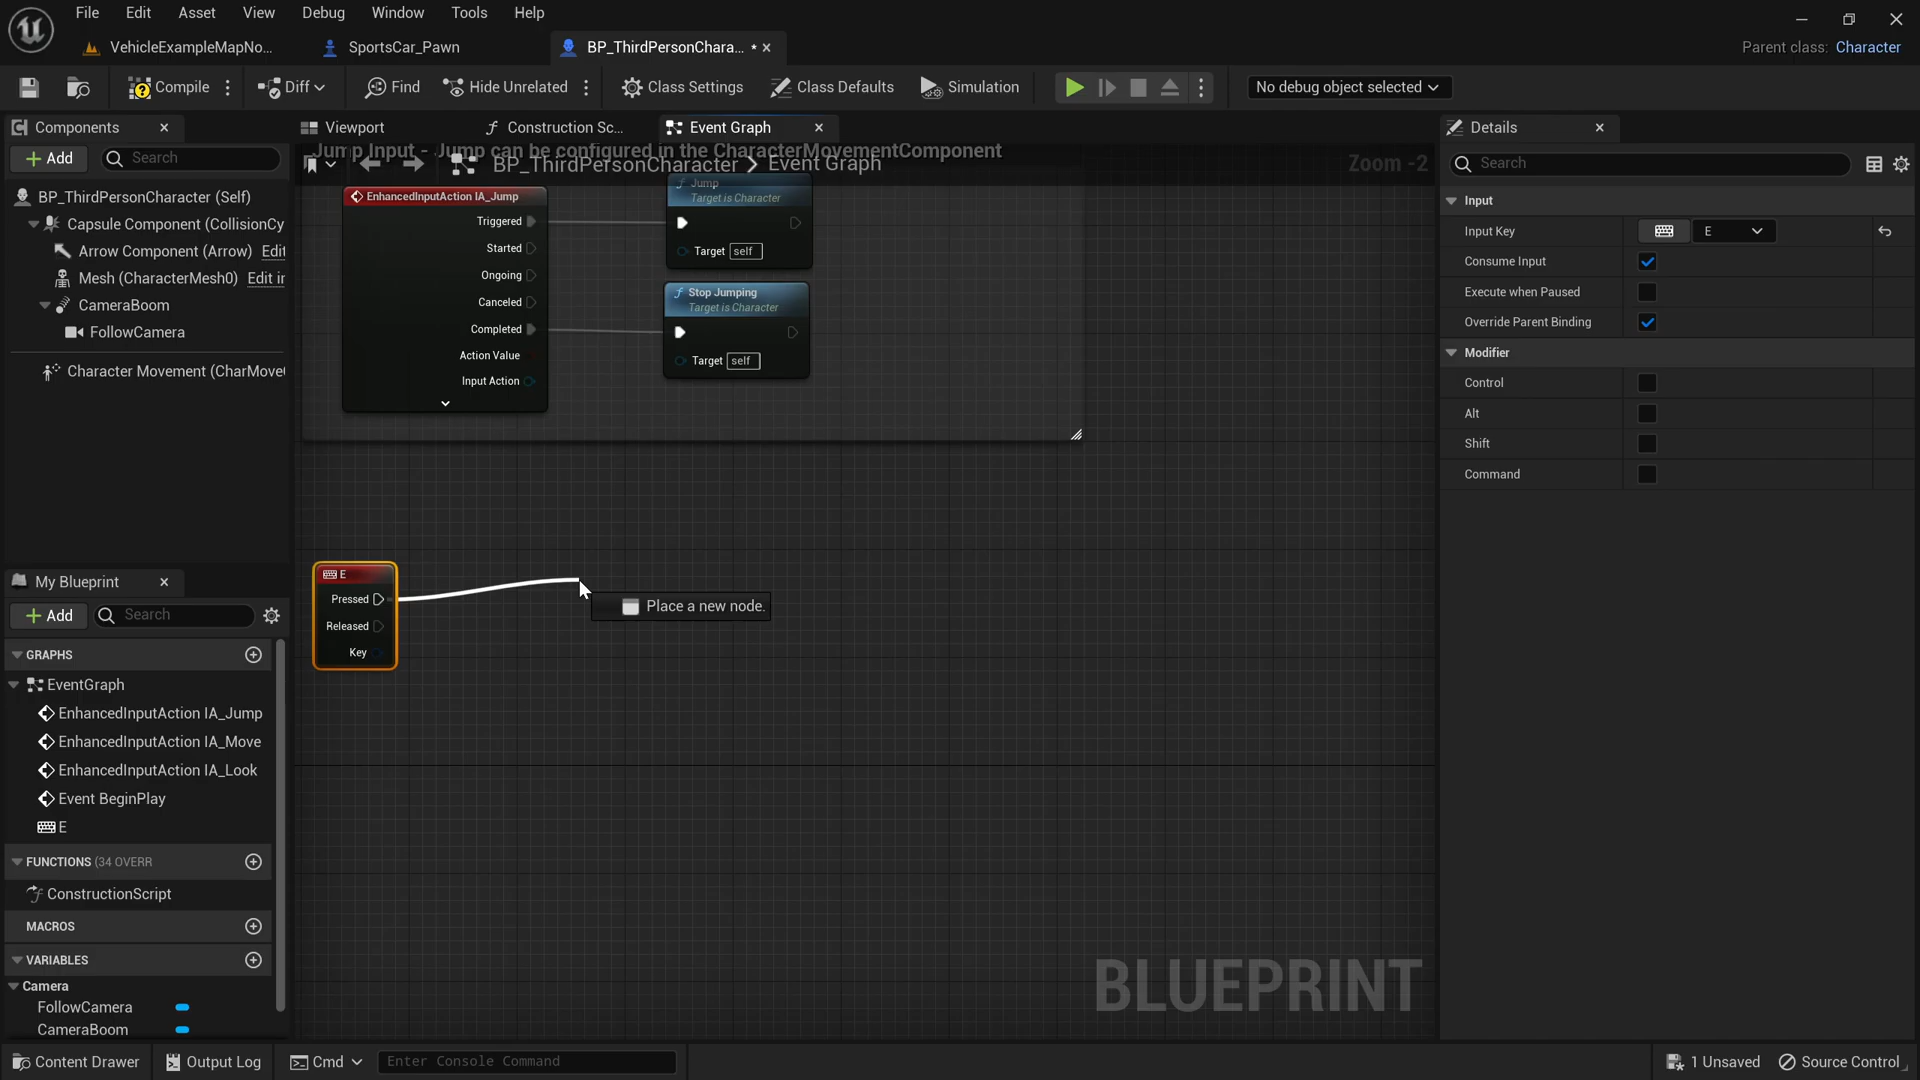 File Edit Asset View Debug Window Tools Help
VehicleExampleMapNo... SportsCar_Pawn BP_ThirdPersonChara... *
Parent class: Character
Compile Diff Find Hide Unrelated Class Settings Class Defaults Simulation No debug object selected
Components
Add Search
BP_ThirdPersonCharacter (Self)
Capsule Component (CollisionCy
Arrow Component (Arrow) Edit
Mesh (CharacterMesh0) Edit in
CameraBoom
FollowCamera
Character Movement (CharMove
My Blueprint
Add Search
GRAPHS
EventGraph
EnhancedInputAction IA_Jump
EnhancedInputAction IA_Move
EnhancedInputAction IA_Look
Event BeginPlay
E
FUNCTIONS (34 OVERR
ConstructionScript
MACROS
VARIABLES
Camera
FollowCamera
CameraBoom
Viewport Construction Sc... Event Graph
Jump Input - Jump can be configured in the CharacterMovementComponent
BP_ThirdPersonCharacter > Event Graph
Zoom -2
EnhancedInputAction IA_Jump
Triggered
Started
Ongoing
Canceled
Completed
Action Value
Input Action
Jump
Target is Character
Target self
Stop Jumping
Target is Character
Target self
E
Pressed
Released
Key
Place a new node.
BLUEPRINT
Details
Search
Input
Input Key E
Consume Input
Execute when Paused
Override Parent Binding
Modifier
Control
Alt
Shift
Command
Content Drawer Output Log Cmd Enter Console Command 1 Unsaved Source Control